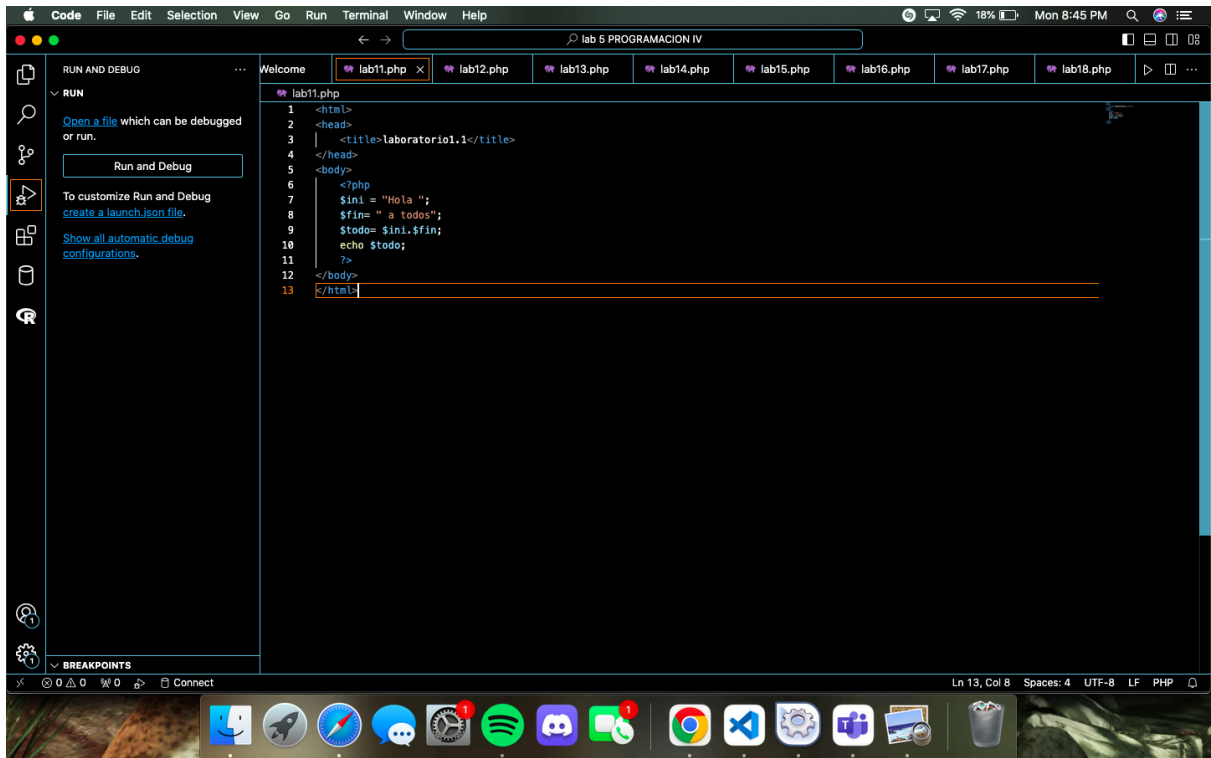 Code File Edit Selection View Go Run Terminal Window Help 18% Mon 8:45 PM
lab 5 PROGRAMACION IV
RUN AND DEBUG ...
Welcome lab11.php lab12.php lab13.php lab14.php lab15.php lab16.php lab17.php lab18.php
RUN
Open a file which can be debugged
or run.
Run and Debug
To customize Run and Debug
create a launch.json file.
Show all automatic debug
configurations.
lab11.php
1 <html>
2 <head>
3 <title>laboratorio1.1</title>
4 </head>
5 <body>
6 <?php
7 $ini = "Hola ";
8 $fin= " a todos";
9 $todo= $ini.$fin;
10 echo $todo;
11 ?>
12 </body>
13 </html>
1
1
BREAKPOINTS
0 0 0 Connect Ln 13, Col 8 Spaces: 4 UTF-8 LF PHP
1 1